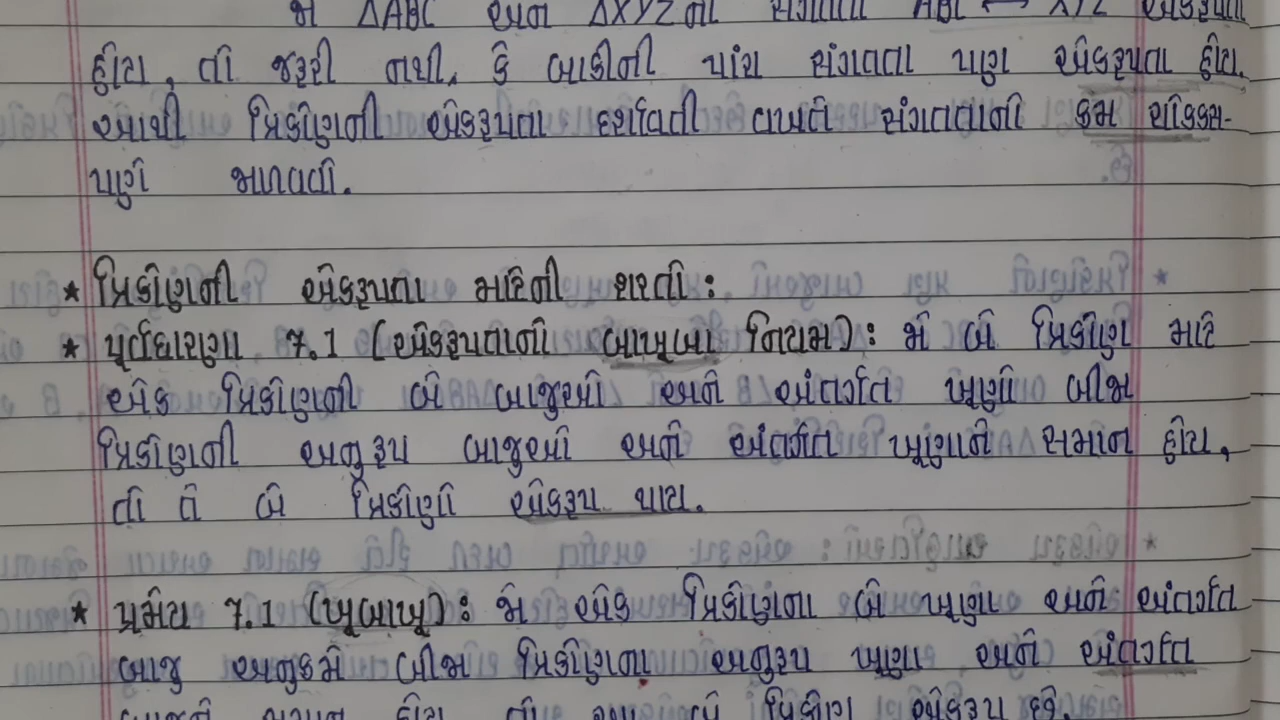 જો ΔABC અને ΔXYZ ની સંગતતા ABC ↔ XYZ એકરૂપતા
હોય, તો જરૂરી નથી, કે બાકીની પાંચ સંગતતા પણ એકરૂપતા હોય.
આથી ત્રિકોણની એકરૂપતા દર્શાવતી વખતે સંગતતાનો ક્રમ ચોક્કસ-
પણે જાળવવો.
* ત્રિકોણની એકરૂપતા માટેની શરતો :
* પૂર્વધારણા 7.1 (એકરૂપતાનો બાખૂબા નિયમ) : જો બે ત્રિકોણ માટે
એક ત્રિકોણની બે બાજુઓ અને અંતર્ગત ખૂણો બીજા
ત્રિકોણની અનુરૂપ બાજુઓ અને અંતર્ગત ખૂણાને સમાન હોય,
તો તે બે ત્રિકોણો એકરૂપ થાય.
* પ્રમેય 7.1 (ખૂબાખૂ) : જો એક ત્રિકોણના બે ખૂણા અને અંતર્ગત
બાજુ અનુક્રમે બીજા ત્રિકોણના અનુરૂપ ખૂણા અને અંતર્ગત
બાજુને સમાન હોય તો આ બે ત્રિકોણ એકરૂપ છે.